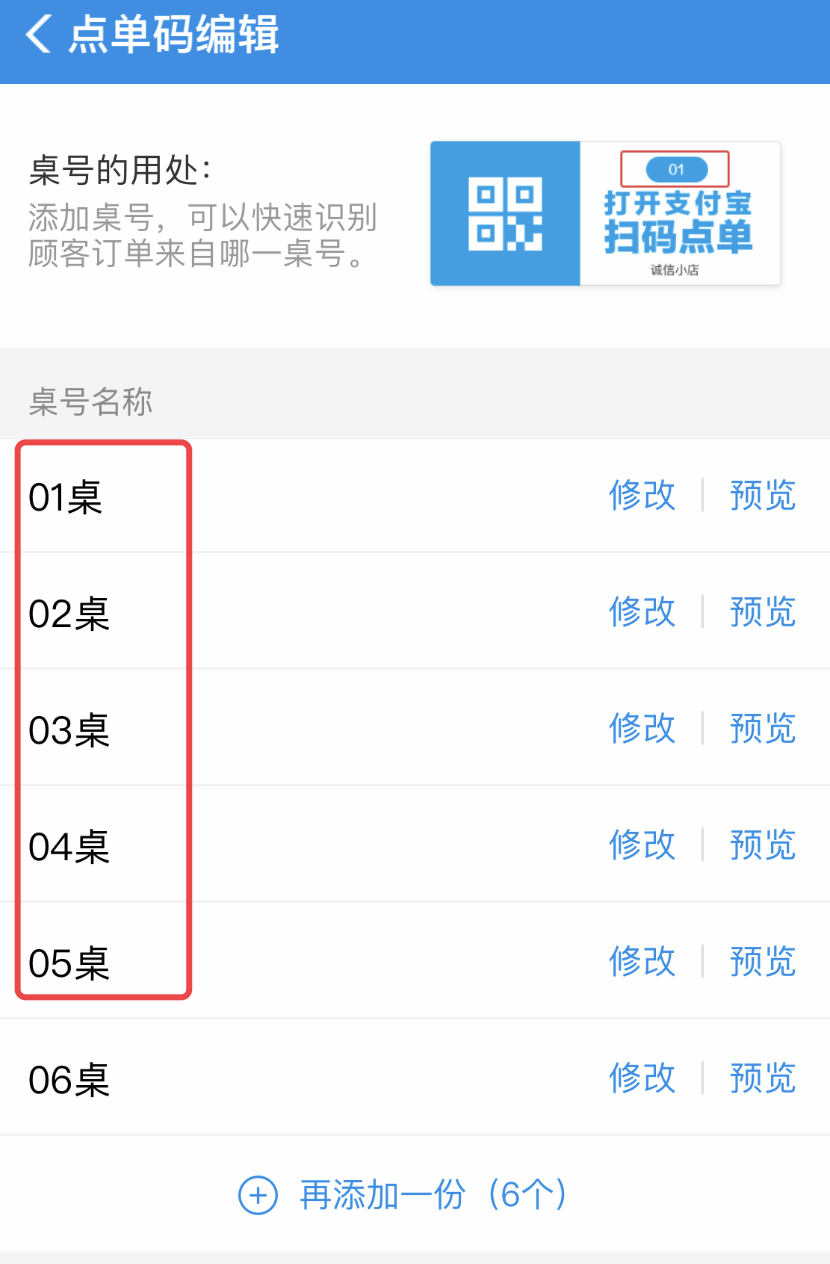 点单码编辑
桌号的用处：
添加桌号，可以快速识别
顾客订单来自哪一桌号。
01
打开支付宝
扫码点单
诚信小店
桌号名称
01桌 修改 预览
02桌 修改 预览
03桌 修改 预览
04桌 修改 预览
05桌 修改 预览
06桌 修改 预览
再添加一份（6个）